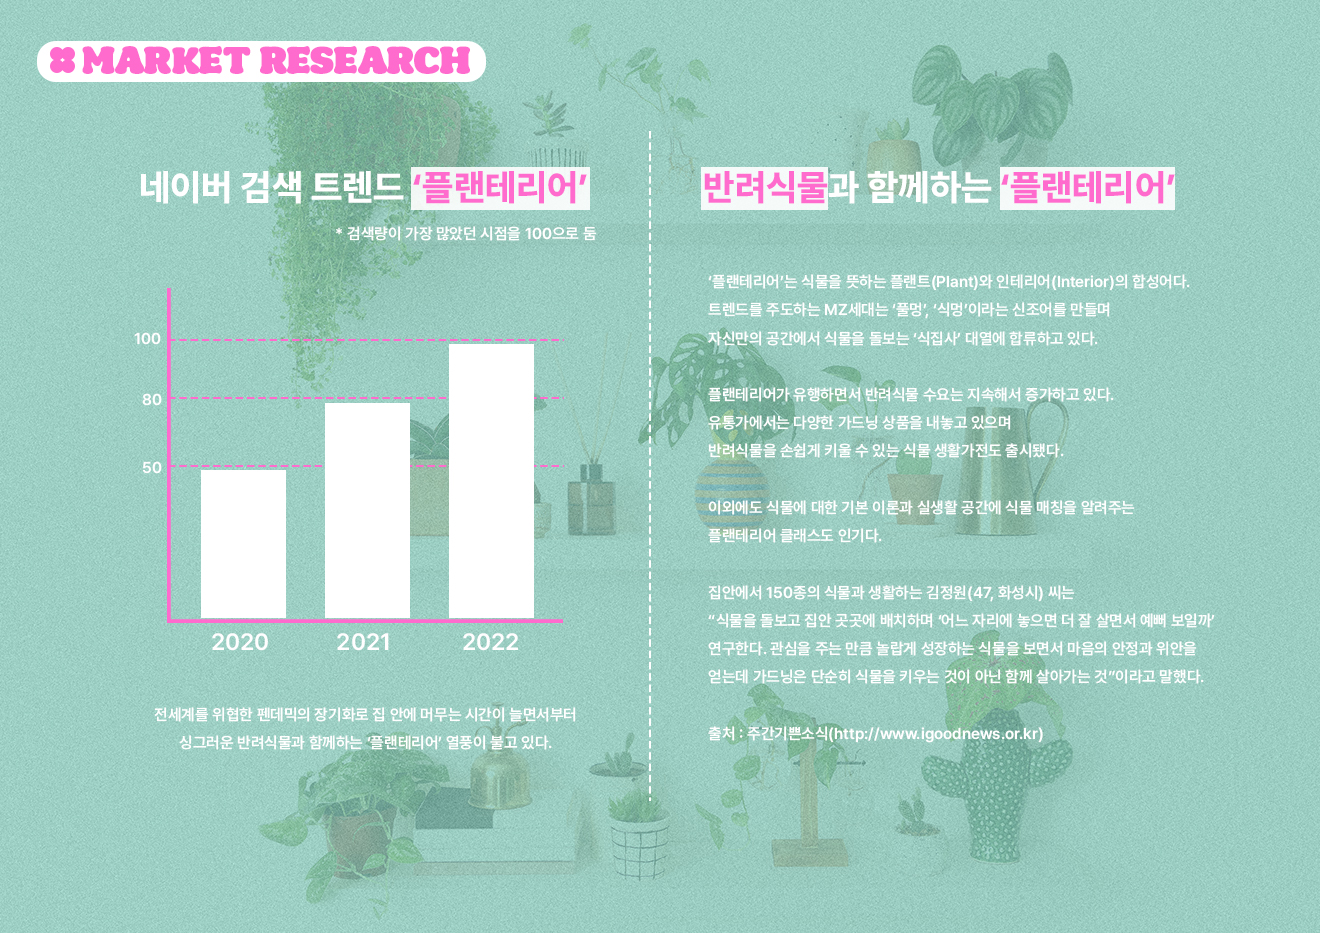 MARKET RESEARCH
네이버 검색 트렌드 ‘플랜테리어’
* 검색량이 가장 많았던 시점을 100으로 둠
100
80
50
2020 2021 2022
전세계를 위협한 펜데믹의 장기화로 집 안에 머무는 시간이 늘면서부터
싱그러운 반려식물과 함께하는 ‘플랜테리어’ 열풍이 불고 있다.
반려식물과 함께하는 ‘플랜테리어’
‘플랜테리어’는 식물을 뜻하는 플랜트(Plant)와 인테리어(Interior)의 합성어다.
트렌드를 주도하는 MZ세대는 ‘풀멍’, ‘식멍’이라는 신조어를 만들며
자신만의 공간에서 식물을 돌보는 ‘식집사’ 대열에 합류하고 있다.
플랜테리어가 유행하면서 반려식물 수요는 지속해서 증가하고 있다.
유통가에서는 다양한 가드닝 상품을 내놓고 있으며
반려식물을 손쉽게 키울 수 있는 식물 생활가전도 출시됐다.
이외에도 식물에 대한 기본 이론과 실생활 공간에 식물 매칭을 알려주는
플랜테리어 클래스도 인기다.
집안에서 150종의 식물과 생활하는 김정원(47, 화성시) 씨는
“식물을 돌보고 집안 곳곳에 배치하며 ‘어느 자리에 놓으면 더 잘 살면서 예뻐 보일까’
연구한다. 관심을 주는 만큼 놀랍게 성장하는 식물을 보면서 마음의 안정과 위안을
얻는데 가드닝은 단순히 식물을 키우는 것이 아닌 함께 살아가는 것”이라고 말했다.
출처 : 주간기쁜소식(http://www.igoodnews.or.kr)